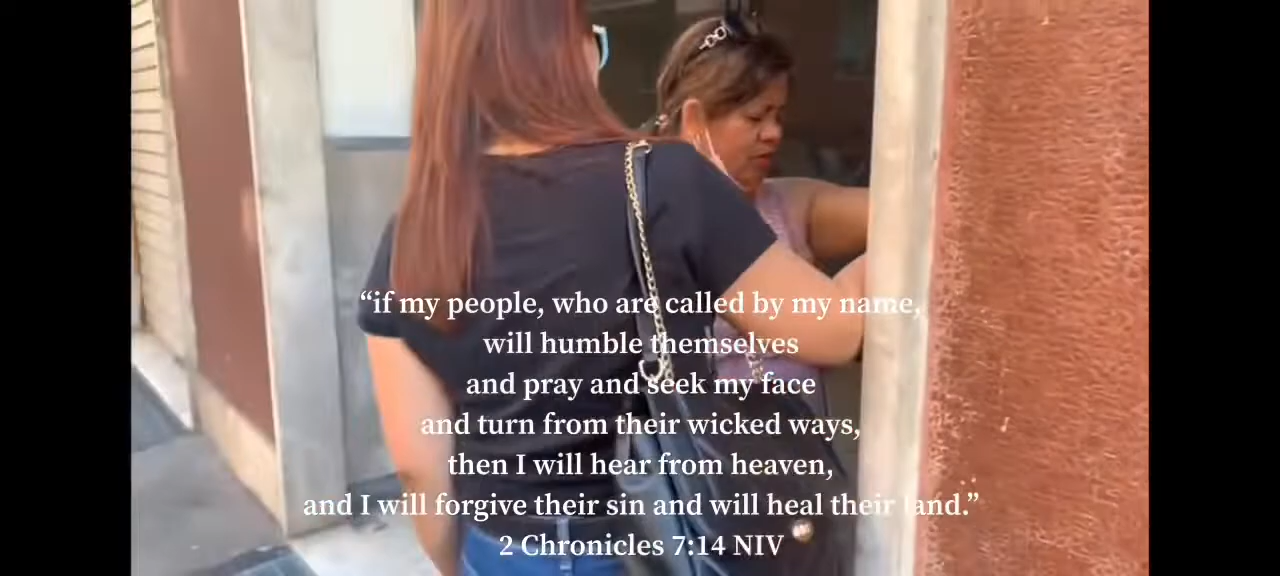 “if my people, who are called by my name,
will humble themselves
and pray and seek my face
and turn from their wicked ways,
then I will hear from heaven,
and I will forgive their sin and will heal their land.”
2 Chronicles 7:14 NIV